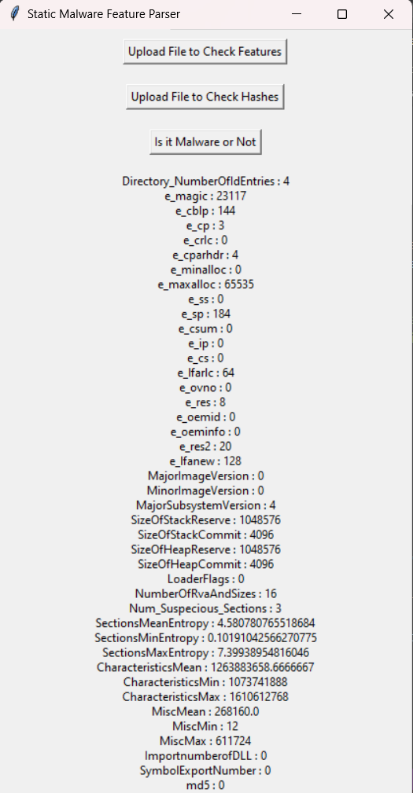 Static Malware Feature Parser
Upload File to Check Features
Upload File to Check Hashes
Is it Malware or Not
Directory_NumberOfIdEntries : 4
e_magic : 23117
e_cblp : 144
e_cp : 3
e_crlc : 0
e_cparhdr : 4
e_minalloc : 0
e_maxalloc : 65535
e_ss : 0
e_sp : 184
e_csum : 0
e_ip : 0
e_cs : 0
e_lfarlc : 64
e_ovno : 0
e_res : 8
e_oemid : 0
e_oeminfo : 0
e_res2 : 20
e_lfanew : 128
MajorImageVersion : 0
MinorImageVersion : 0
MajorSubsystemVersion : 4
SizeOfStackReserve : 1048576
SizeOfStackCommit : 4096
SizeOfHeapReserve : 1048576
SizeOfHeapCommit : 4096
LoaderFlags : 0
NumberOfRvaAndSizes : 16
Num_Suspecious_Sections : 3
SectionsMeanEntropy : 4.580780765518684
SectionsMinEntropy : 0.10191042566270775
SectionsMaxEntropy : 7.39938954816046
CharacteristicsMean : 1263883658.6666667
CharacteristicsMin : 1073741888
CharacteristicsMax : 1610612768
MiscMean : 268160.0
MiscMin : 12
MiscMax : 611724
ImportnumberofDLL : 0
SymbolExportNumber : 0
md5 : 0